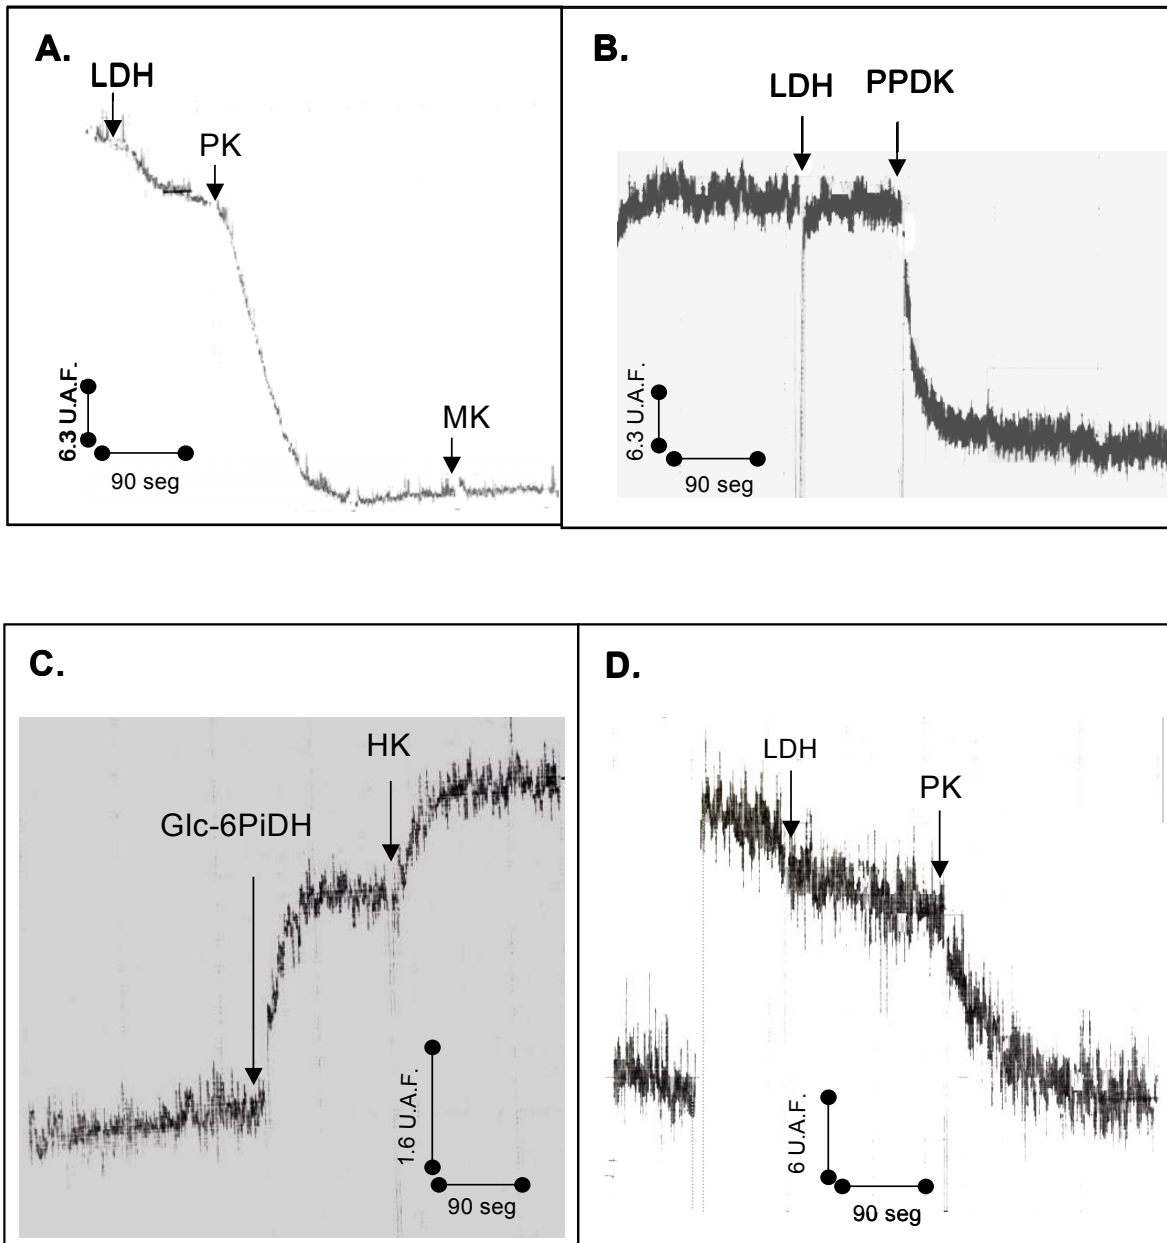 A.
LDH
PK
MK
6.3 U.A.F.
90 seg
B.
LDH
PPDK
6.3 U.A.F.
90 seg
C.
Glc-6PiDH
HK
1.6 U.A.F.
90 seg
D.
LDH
PK
6 U.A.F.
90 seg